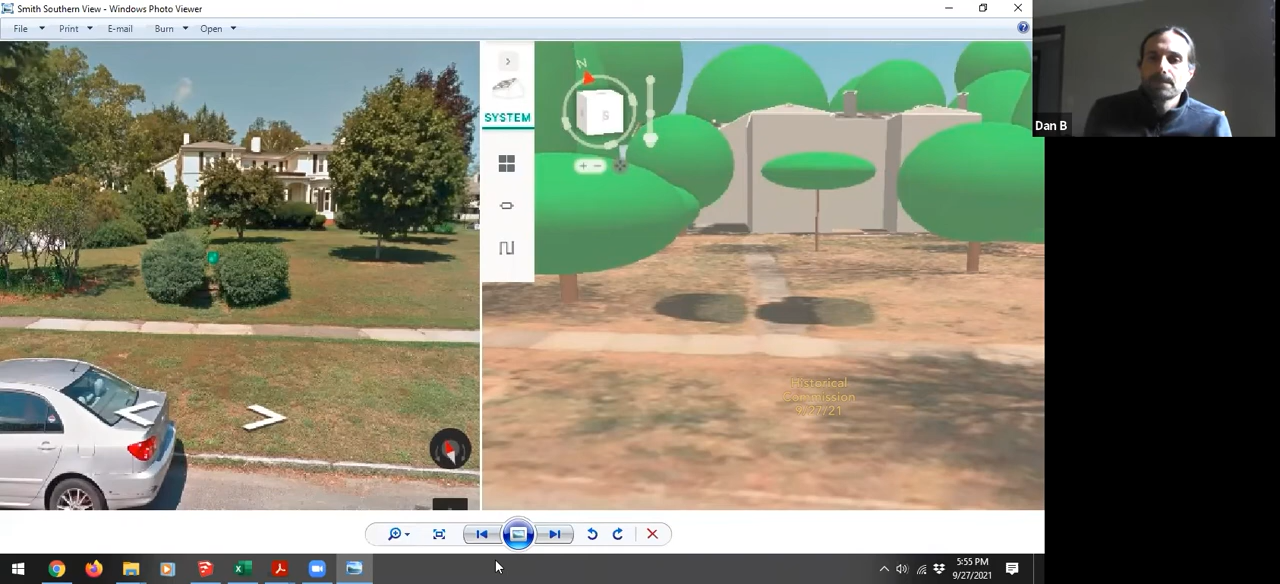 Smith Southern View - Windows Photo Viewer
File Print E-mail Burn Open
Dan B
N
S
SYSTEM
Historical
Commission
9/27/21
5:55 PM
9/27/2021